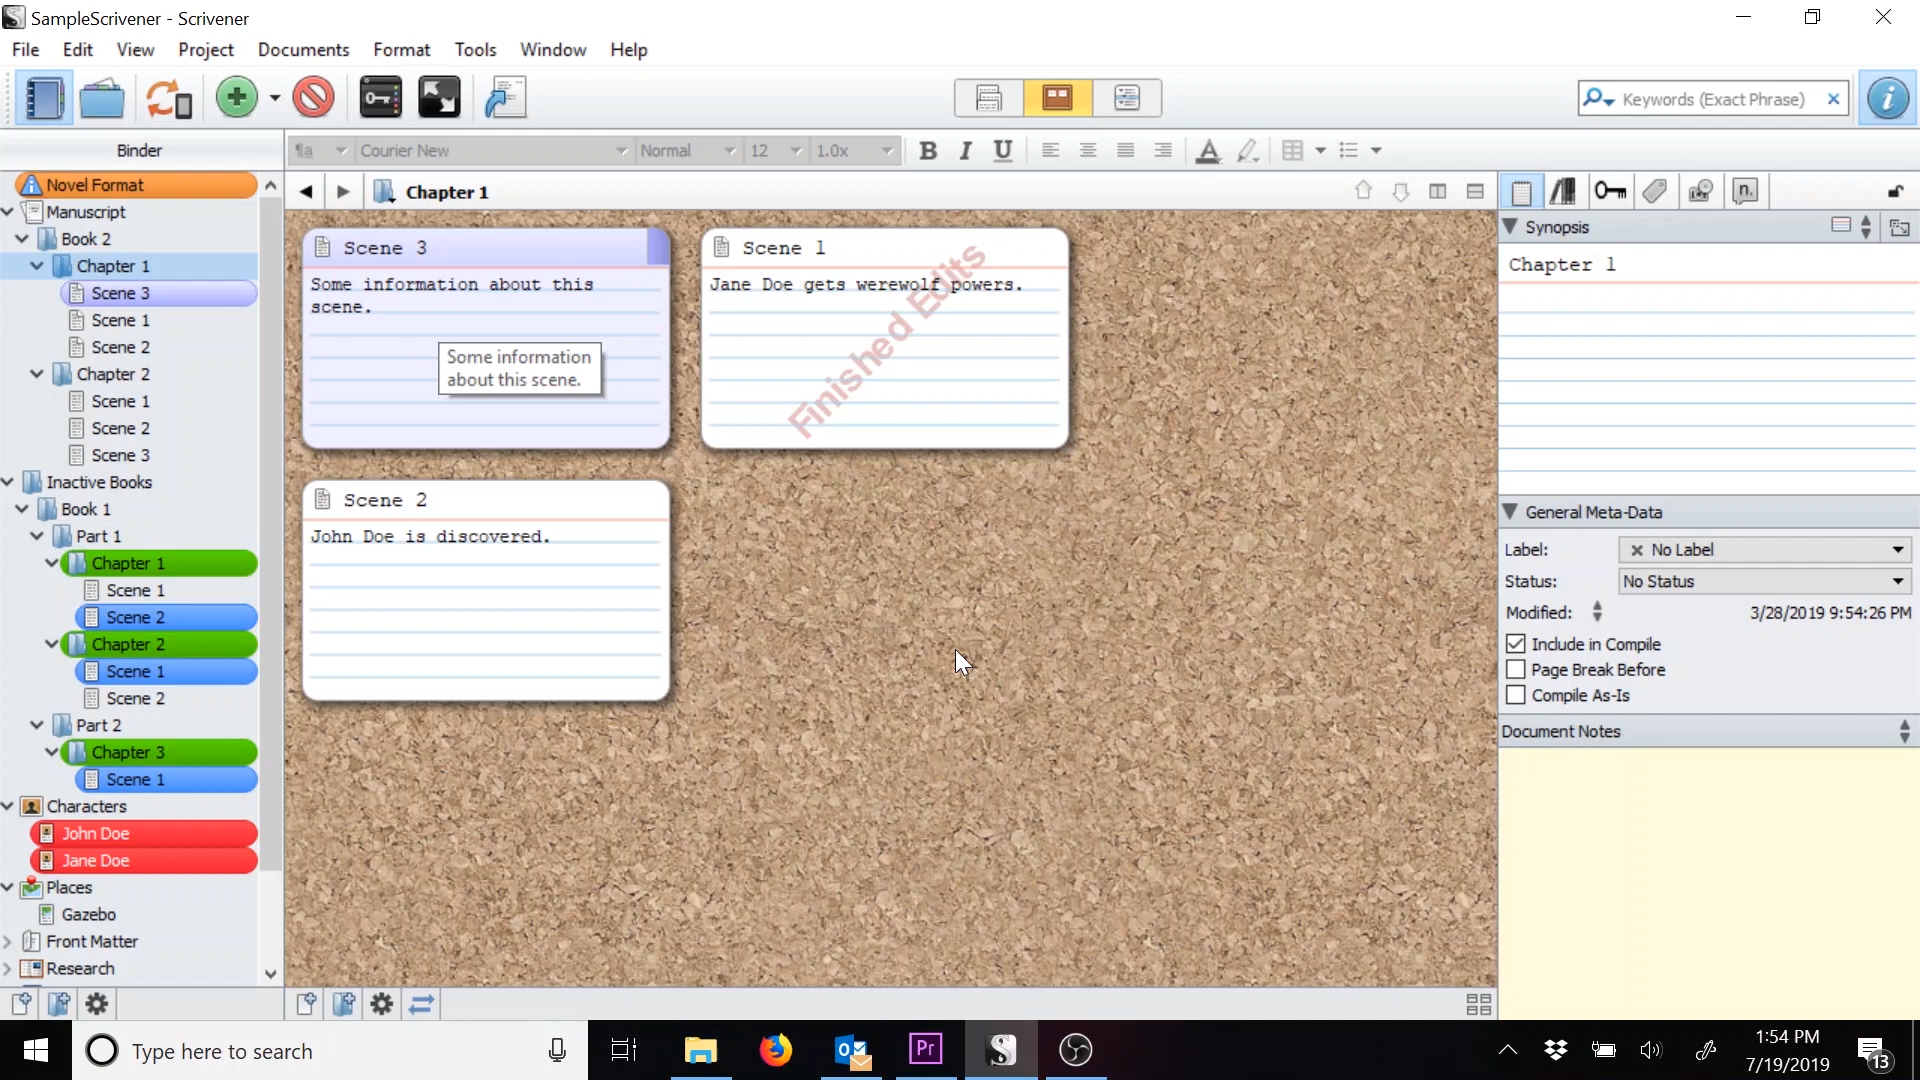 SampleScrivener - Scrivener
File Edit View Project Documents Format Tools Window Help
Keywords (Exact Phrase)
Binder
Courier New Normal 12 1.0x B I U A
Novel Format
Manuscript
Book 2
Chapter 1
Scene 3
Scene 1
Scene 2
Chapter 2
Scene 1
Scene 2
Scene 3
Inactive Books
Book 1
Part 1
Chapter 1
Scene 1
Scene 2
Chapter 2
Scene 1
Scene 2
Part 2
Chapter 3
Scene 1
Characters
John Doe
Jane Doe
Places
Gazebo
Front Matter
Research
Chapter 1
Scene 3
Some information about this
scene.
Some information
about this scene.
Scene 1
Jane Doe gets werewolf powers.
Finished Edits
Scene 2
John Doe is discovered.
Synopsis
Chapter 1
General Meta-Data
Label: No Label
Status: No Status
Modified: 3/28/2019 9:54:26 PM
Include in Compile
Page Break Before
Compile As-Is
Document Notes
Type here to search
Pr
1:54 PM
7/19/2019
13